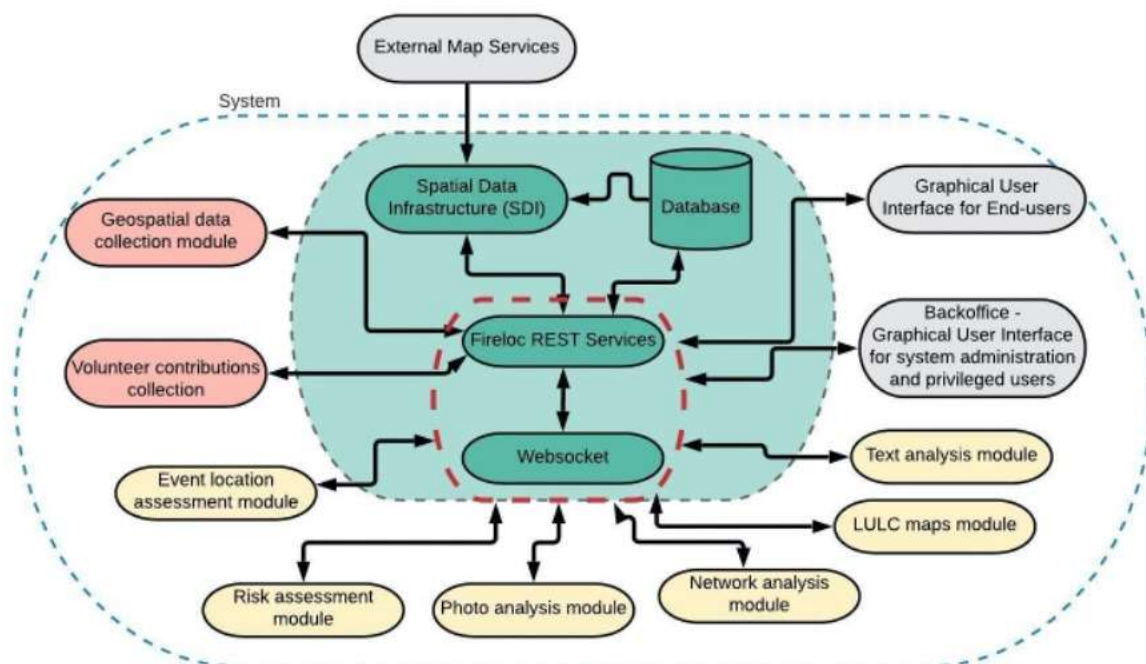 External Map Services
System
Spatial Data
Infrastructure (SDI)
Database
Graphical User
Interface for End-users
Geospatial data
collection module
Fireloc REST Services
Backoffice -
Graphical User Interface
for system administration
and privileged users
Volunteer contributions
collection
Websocket
Text analysis module
Event location
assessment module
LULC maps module
Risk assessment
module
Photo analysis module
Network analysis
module